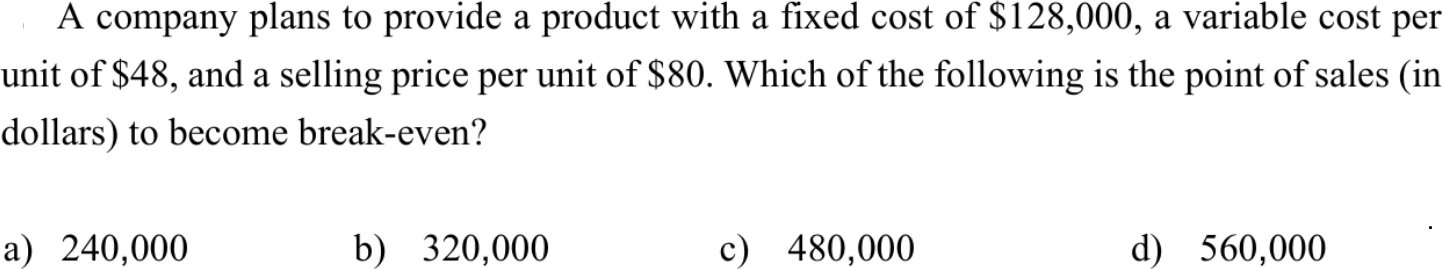 A company plans to provide a product with a fixed cost of $128,000, a variable cost per
unit of $48, and a selling price per unit of $80. Which of the following is the point of sales (in
dollars) to become break-even?
a) 240,000 b) 320,000 c) 480,000 d) 560,000